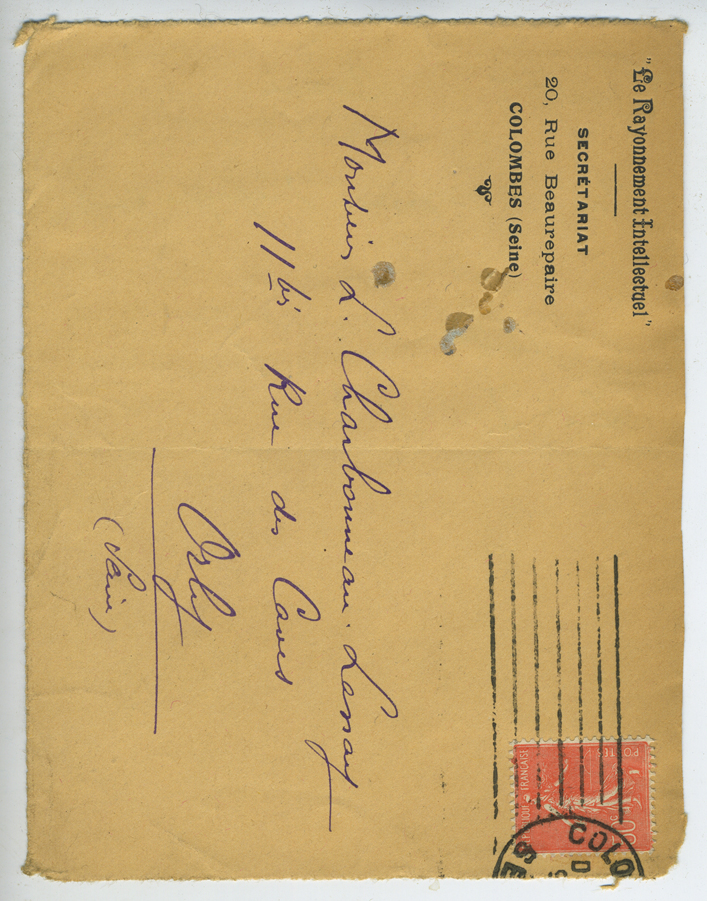 "Le Rayonnement Intellectuel"
SECRÉTARIAT
20, Rue Beaurepaire
COLOMBES (Seine)
POSTES
FRANÇAISE
COLO
ES
Monsieur L. Charbonneau. Lassay
11 bis Rue des Caves
Orly
(Seine)